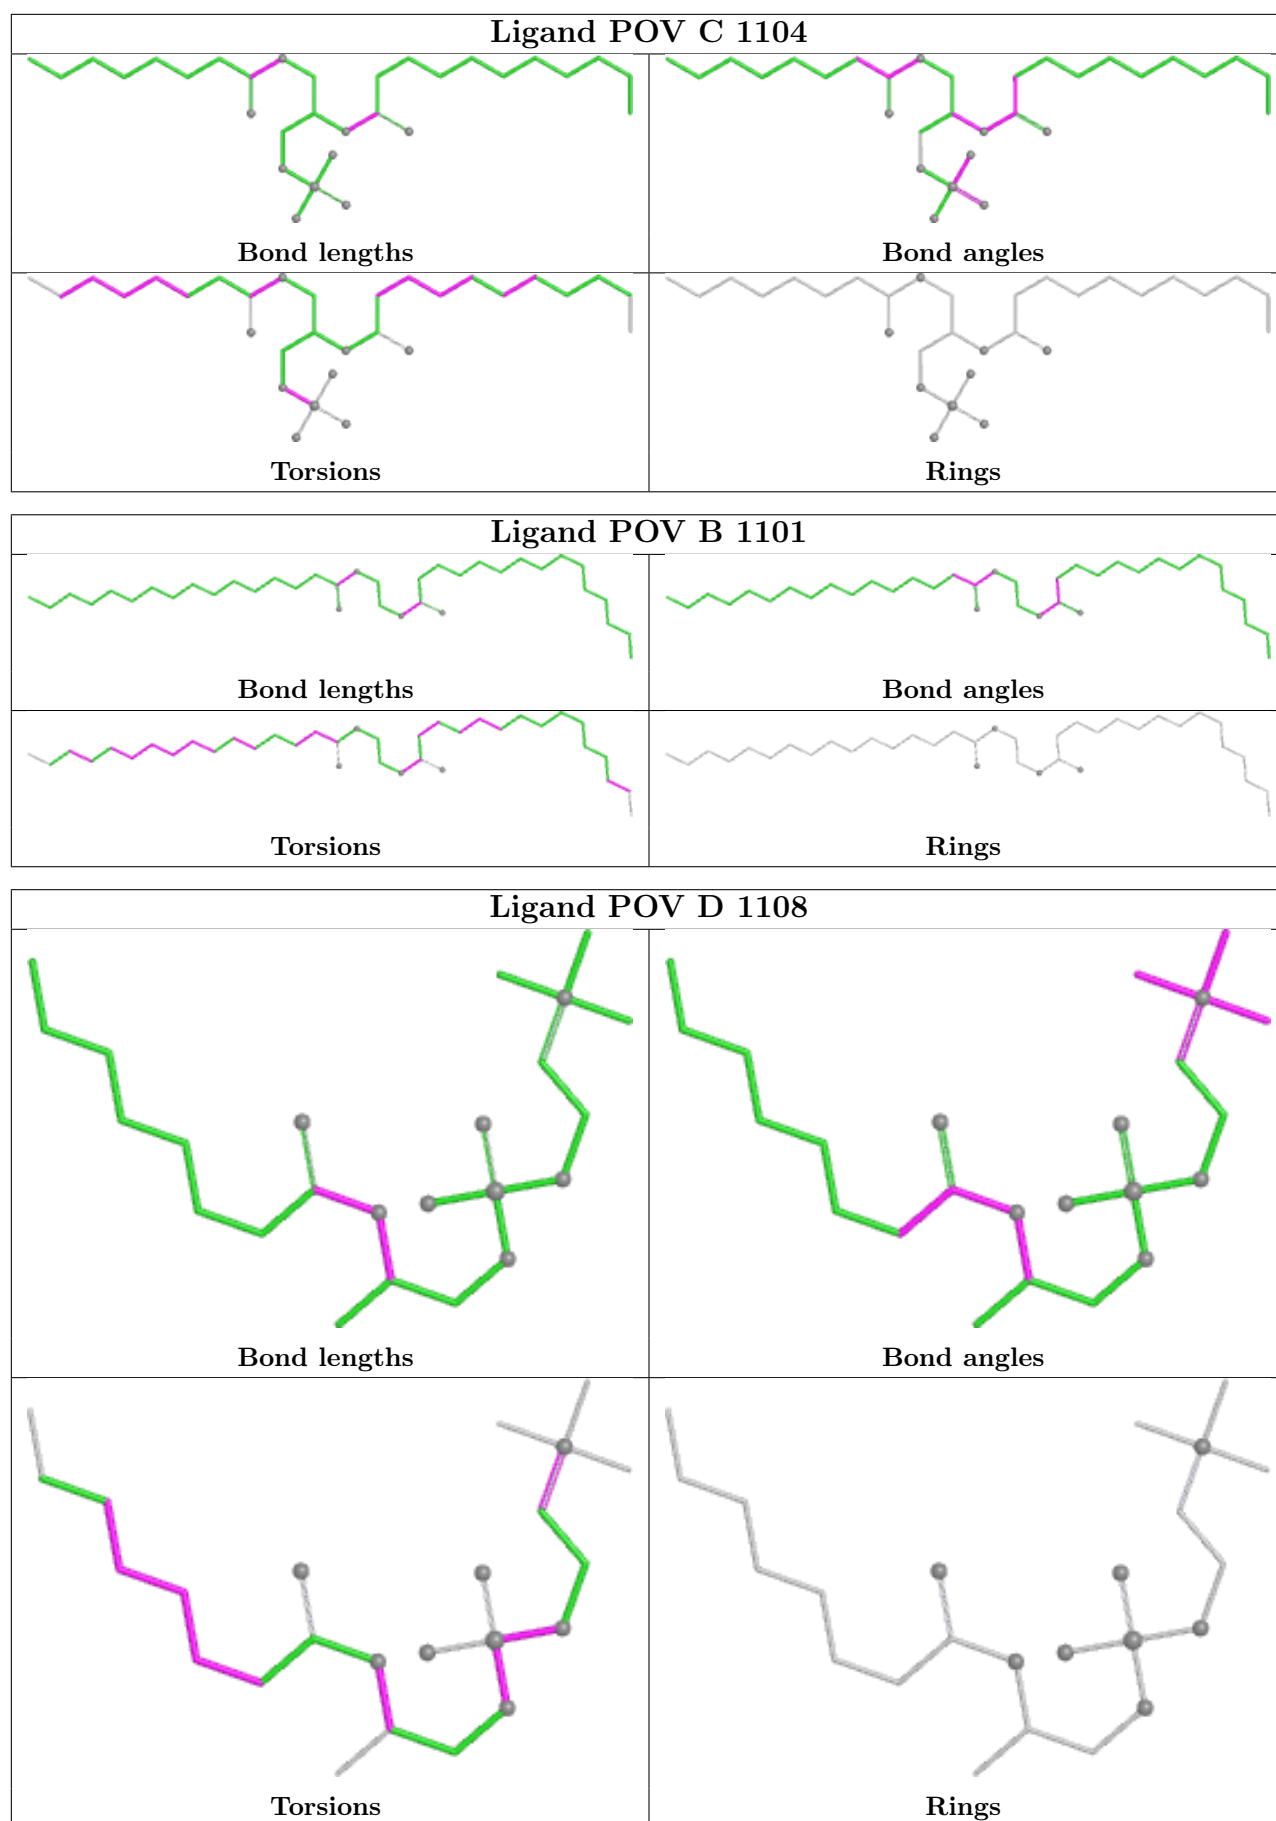 Ligand POV C 1104
Bond lengths
Bond angles
Torsions
Rings
Ligand POV B 1101
Bond lengths
Bond angles
Torsions
Rings
Ligand POV D 1108
Bond lengths
Bond angles
Torsions
Rings